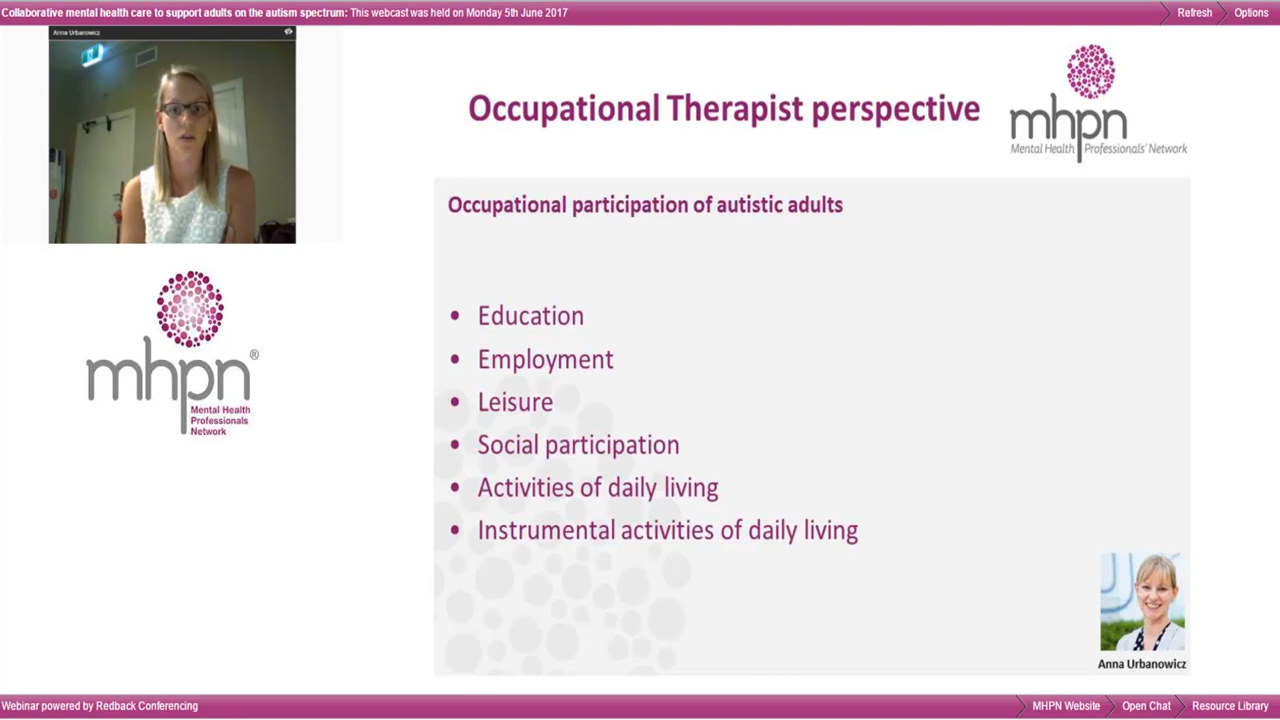 Collaborative mental health care to support adults on the autism spectrum: This webcast was held on Monday 5th June 2017
Refresh
Options
Anna Urbanowicz
Occupational Therapist perspective
mhpn
Mental Health Professionals' Network
Occupational participation of autistic adults
mhpn®
Mental Health
Professionals
Network
• Education
• Employment
• Leisure
• Social participation
• Activities of daily living
• Instrumental activities of daily living
Anna Urbanowicz
Webinar powered by Redback Conferencing
MHPN Website
Open Chat
Resource Library